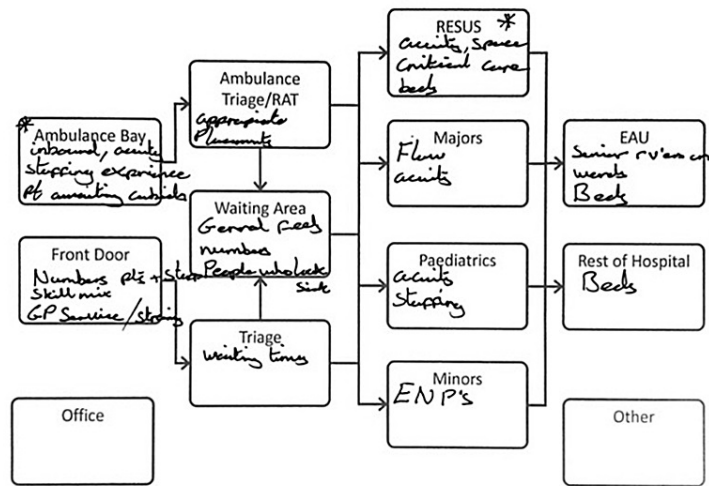 RESUS *
acuity, space
Critical care
beds
Ambulance
Triage/RAT
appropriate
Placements
* Ambulance Bay
inbound, acuity
staffing experience
pt awaiting cubicles
Majors
Flow
acuity
EAU
Senior rv's on
wards
Beds
Waiting Area
General feel
numbers
People who look
sick
Front Door
Numbers pts + staff
Skill mix
GP Service / Streaming
Paediatrics
acuity
Staffing
Rest of Hospital
Beds
Triage
waiting times
Minors
ENP's
Office
Other